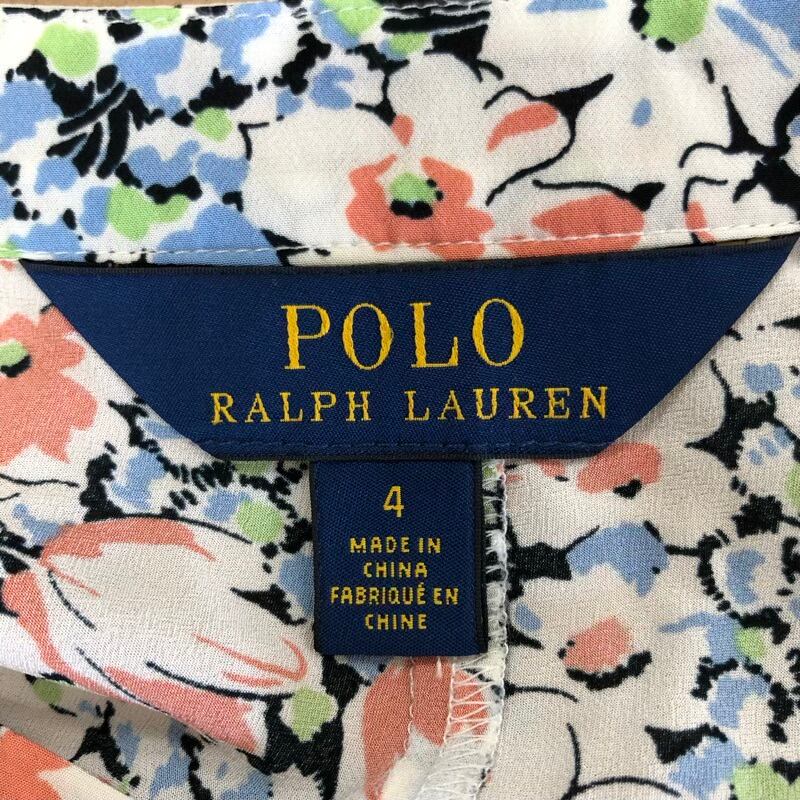 POLO
RALPH LAUREN
4
MADE IN
CHINA
FABRIQUÉ EN
CHINE